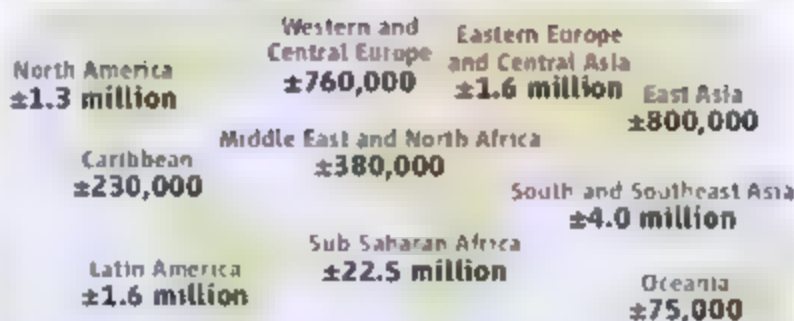 Western and
Central Europe
±760,000
Eastern Europe
and Central Asia
±1.6 million
North America
±1.3 million
East Asia
±800,000
Middle East and North Africa
±380,000
Caribbean
±230,000
South and Southeast Asia
±4.0 million
Sub Saharan Africa
±22.5 million
Latin America
±1.6 million
Oceania
±75,000